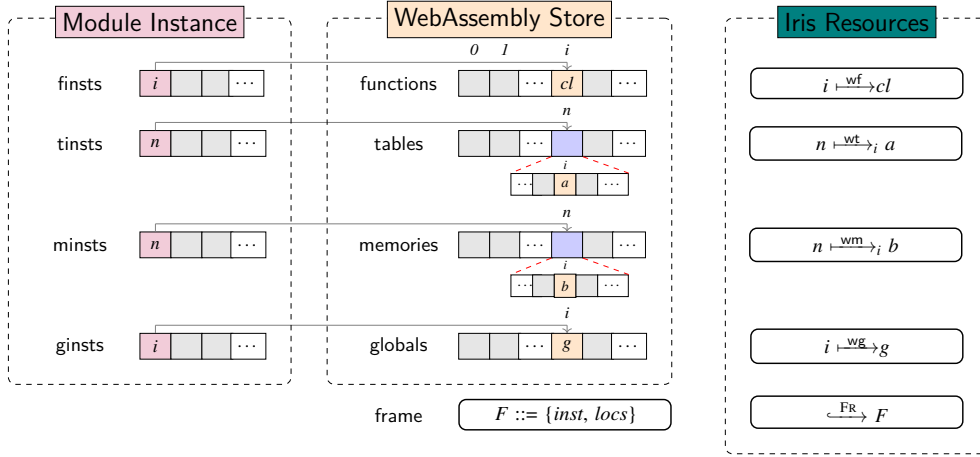 Module Instance WebAssembly Store Iris Resources
0 1 i
finsts i ⋯ functions ⋯ cl ⋯ i ⟼wf cl
n
tinsts n ⋯ tables ⋯ ⋯ n ⟼wt i a
i
⋯ a ⋯
n
minsts n ⋯ memories ⋯ ⋯ n ⟼wm i b
i
⋯ b ⋯
i
ginsts i ⋯ globals ⋯ g ⋯ i ⟼wg g
frame F ::= {inst, locs} ↪FR F